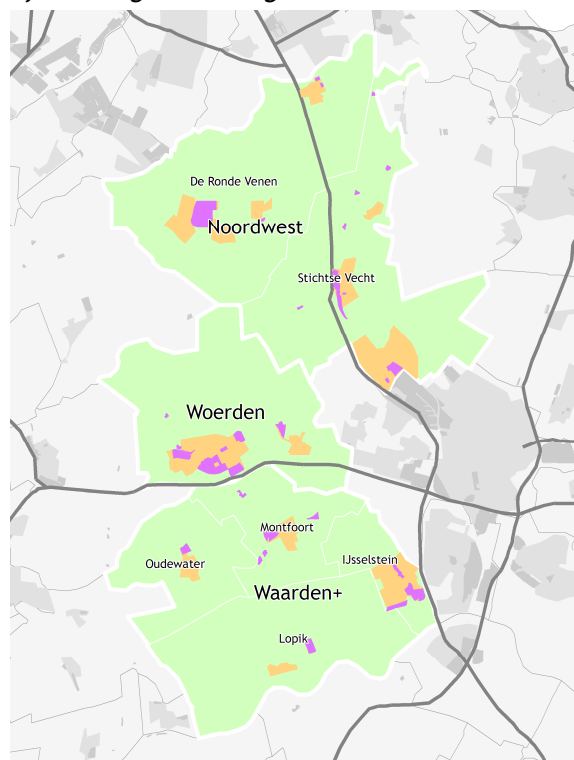 De Ronde Venen
Noordwest
Stichtse Vecht
Woerden
Montfoort
Oudewater
IJsselstein
Waarden+
Lopik